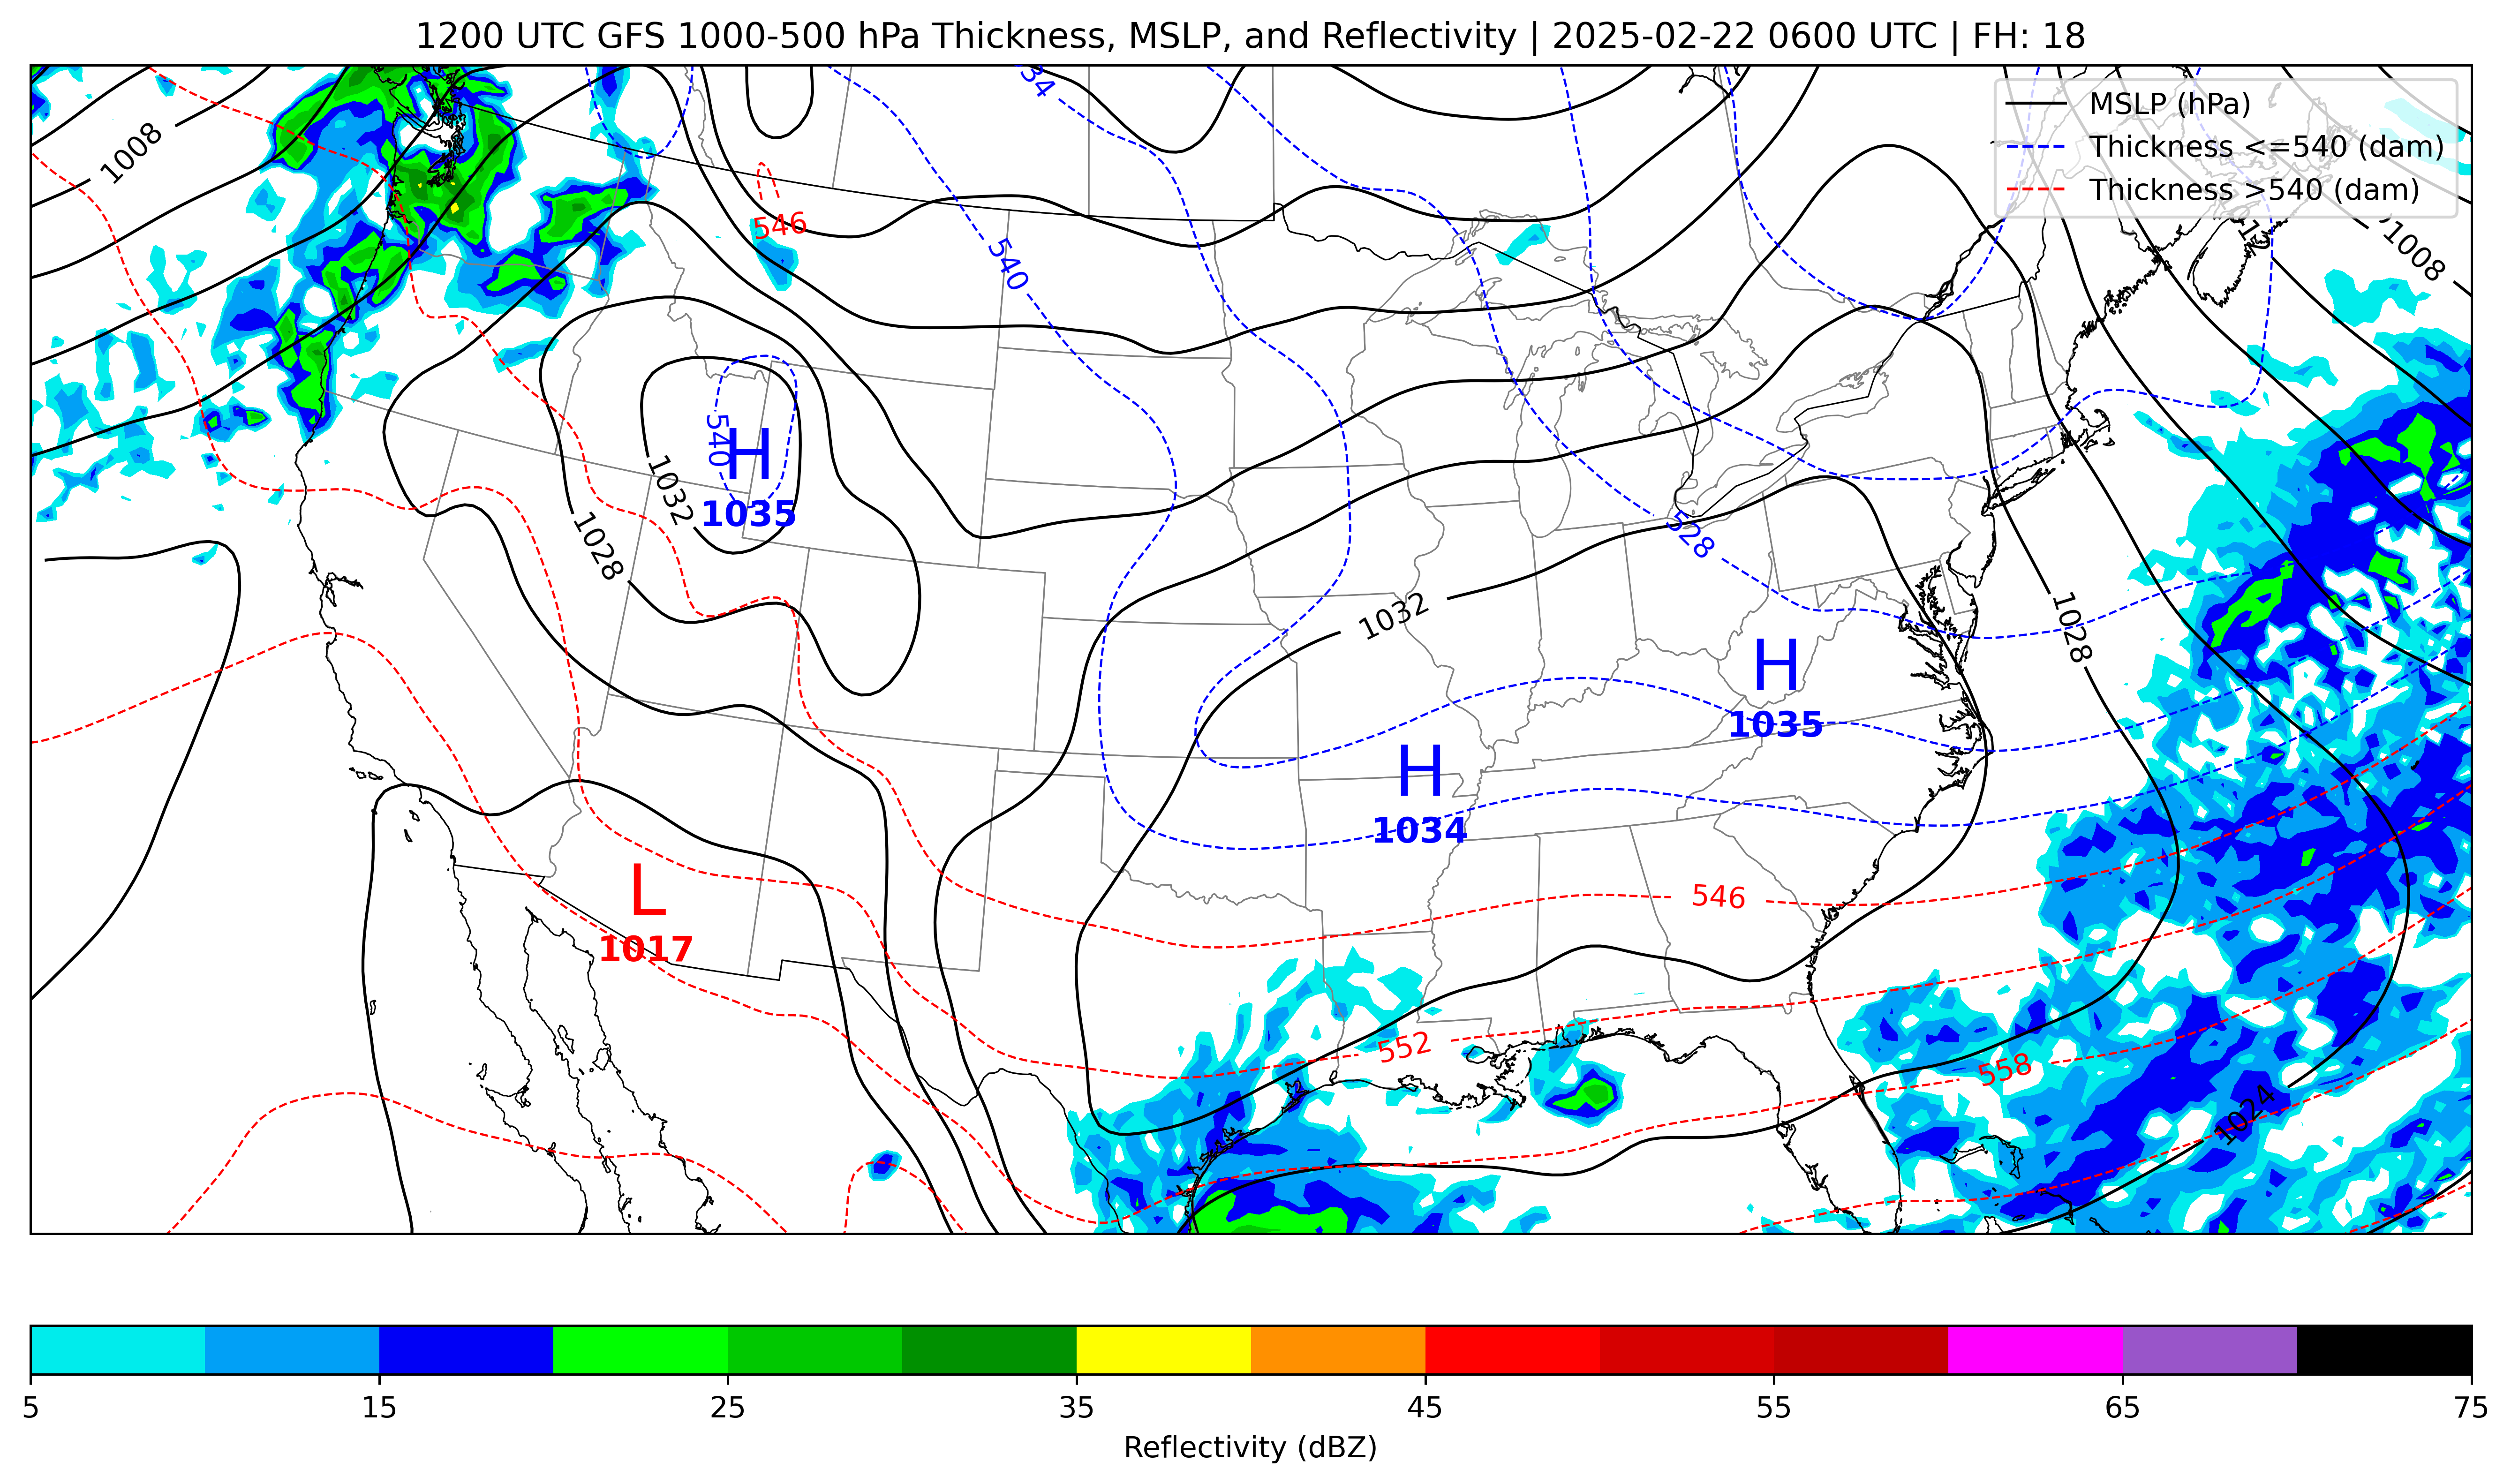 1200 UTC GFS 1000-500 hPa Thickness, MSLP, and Reflectivity | 2025-02-22 0600 UTC | FH: 18
MSLP (hPa)
Thickness <=540 (dam)
Thickness >540 (dam)
1008
546
540
1008
540
H
1035
1032
1028
528
1032
1028
H
1035
H
1034
L
1017
546
552
558
1024
5
15
25
35
45
55
65
75
Reflectivity (dBZ)